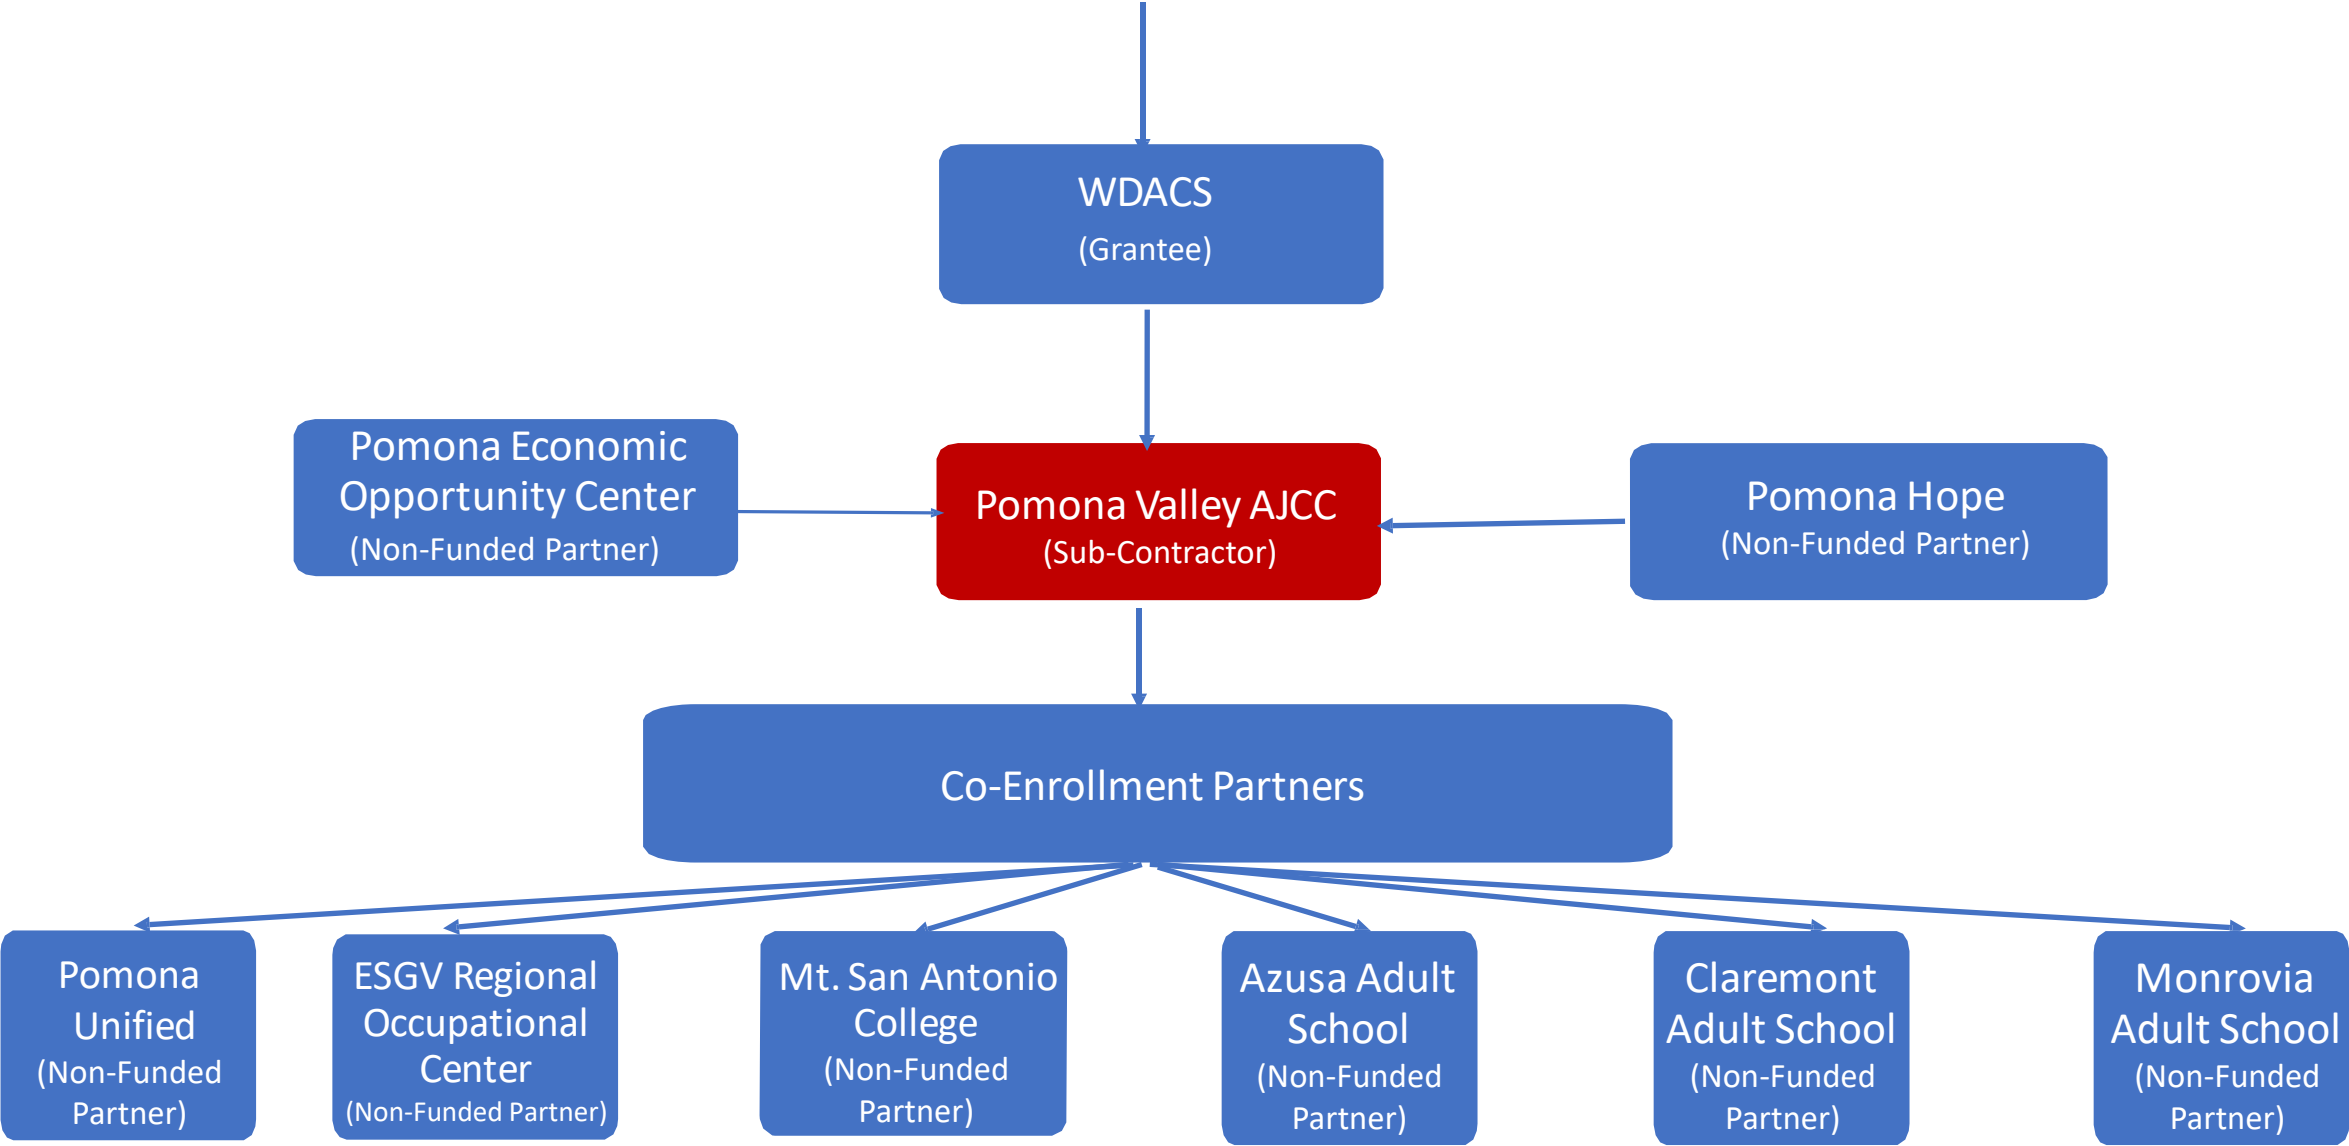 WDACS
(Grantee)
Pomona Economic
Opportunity Center
(Non-Funded Partner)
Pomona Valley AJCC
(Sub-Contractor)
Pomona Hope
(Non-Funded Partner)
Co-Enrollment Partners
Pomona
Unified
(Non-Funded
Partner)
ESGV Regional
Occupational
Center
(Non-Funded Partner)
Mt. San Antonio
College
(Non-Funded
Partner)
Azusa Adult
School
(Non-Funded
Partner)
Claremont
Adult School
(Non-Funded
Partner)
Monrovia
Adult School
(Non-Funded
Partner)